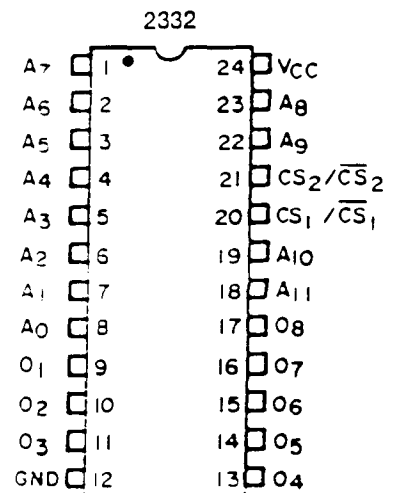 2332
A7 1 24 VCC
A6 2 23 A8
A5 3 22 A9
A4 4 21 CS2/C̅S̅2
A3 5 20 CS1/C̅S̅1
A2 6 19 A10
A1 7 18 A11
A0 8 17 O8
O1 9 16 O7
O2 10 15 O6
O3 11 14 O5
GND 12 13 O4